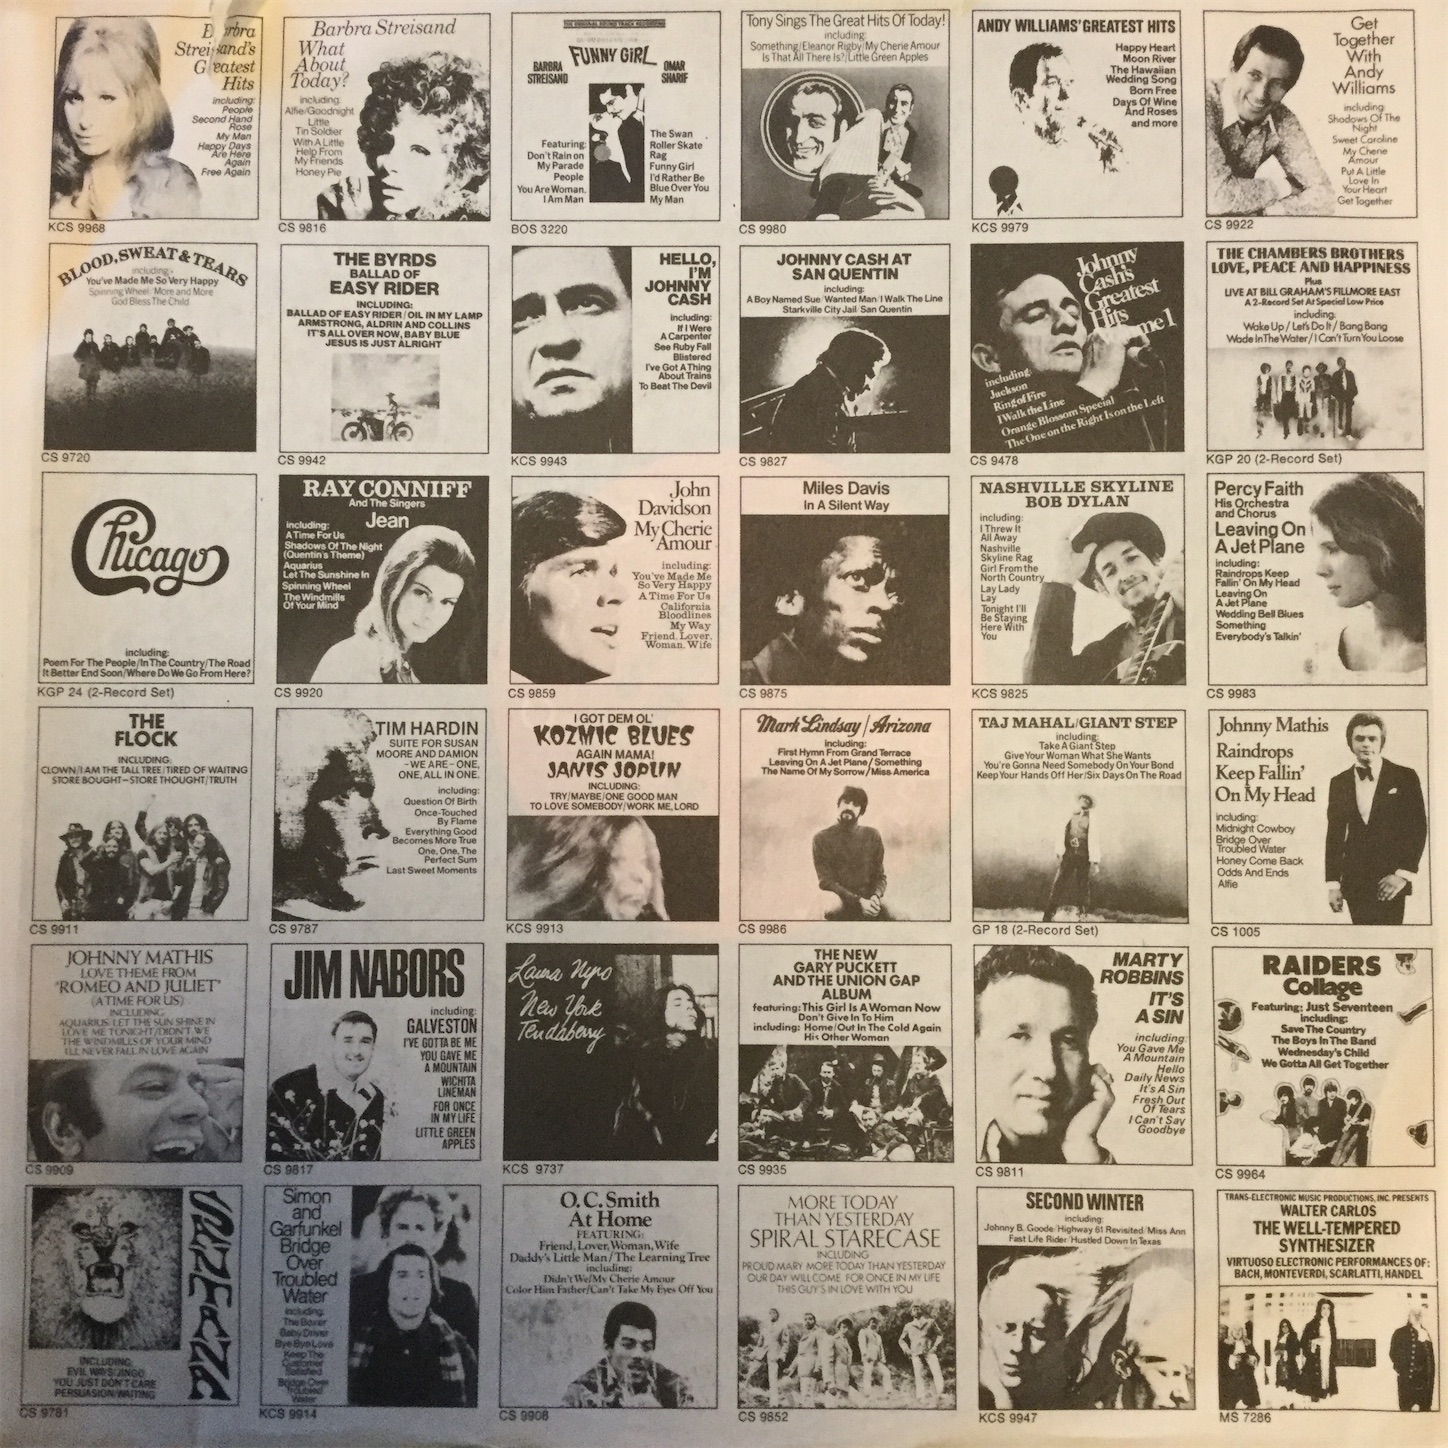 Barbra
Streisand's
Greatest
Hits
including:
People
Second Hand
Rose
My Man
Happy Days
Are Here
Again
Free Again
KCS 9968
Barbra Streisand
What
About
Today?
including:
Alfie/Goodnight
Little
Tin Soldier
With A Little
Help From
My Friends
Honey Pie
CS 9816
THE ORIGINAL SOUND TRACK RECORDING
FUNNY GIRL
BARBRA
STREISAND
OMAR
SHARIF
Featuring:
Don't Rain on
My Parade
People
You Are Woman,
I Am Man
The Swan
Roller Skate
Rag
Funny Girl
I'd Rather Be
Blue Over You
My Man
BOS 3220
Tony Sings The Great Hits Of Today!
including:
Something/Eleanor Rigby/My Cherie Amour
Is That All There Is?/Little Green Apples
CS 9980
ANDY WILLIAMS' GREATEST HITS
Happy Heart
Moon River
The Hawaiian
Wedding Song
Born Free
Days Of Wine
And Roses
and more
KCS 9979
Get
Together
With
Andy
Williams
including:
Shadows Of The
Night
Sweet Caroline
My Cherie
Amour
Put A Little
Love In
Your Heart
Get Together
CS 9922
BLOOD, SWEAT & TEARS
including:
You've Made Me So Very Happy
Spinning Wheel/More and More
God Bless The Child
CS 9720
THE BYRDS
BALLAD OF
EASY RIDER
INCLUDING:
BALLAD OF EASY RIDER/OIL IN MY LAMP
ARMSTRONG, ALDRIN AND COLLINS
IT'S ALL OVER NOW, BABY BLUE
JESUS IS JUST ALRIGHT
CS 9942
HELLO,
I'M
JOHNNY
CASH
including:
If I Were
A Carpenter
See Ruby Fall
Blistered
I've Got A Thing
About Trains
To Beat The Devil
KCS 9943
JOHNNY CASH AT
SAN QUENTIN
including:
A Boy Named Sue/Wanted Man/I Walk The Line
Starkville City Jail/San Quentin
CS 9827
Johnny
Cash's
Greatest
Hits
me 1
including:
Jackson
Ring of Fire
I Walk the Line
Orange Blossom Special
The One on the Right Is on the Left
CS 9478
THE CHAMBERS BROTHERS
LOVE, PEACE AND HAPPINESS
Plus
LIVE AT BILL GRAHAM'S FILLMORE EAST
A 2-Record Set At Special Low Price
including:
Wake Up/Let's Do It/Bang Bang
Wade In The Water/I Can't Turn You Loose
KGP 20 (2-Record Set)
Chicago
including:
Poem For The People/In The Country/The Road
It Better End Soon/Where Do We Go From Here?
KGP 24 (2-Record Set)
RAY CONNIFF
And The Singers
Jean
including:
A Time For Us
Shadows Of The Night
(Quentin's Theme)
Aquarius
Let The Sunshine In
Spinning Wheel
The Windmills
Of Your Mind
CS 9920
John
Davidson
My Cherie
Amour
including:
You've Made Me
So Very Happy
A Time For Us
California
Bloodlines
My Way
Friend, Lover,
Woman, Wife
CS 9859
Miles Davis
In A Silent Way
CS 9875
NASHVILLE SKYLINE
BOB DYLAN
including:
I Threw It
All Away
Nashville
Skyline Rag
Girl From the
North Country
Lay Lady
Lay
Tonight I'll
Be Staying
Here With
You
KCS 9825
Percy Faith
His Orchestra
and Chorus
Leaving On
A Jet Plane
including:
Raindrops Keep
Fallin' On My Head
Leaving On
A Jet Plane
Wedding Bell Blues
Something
Everybody's Talkin'
CS 9983
THE
FLOCK
INCLUDING:
CLOWN/I AM THE TALL TREE/TIRED OF WAITING
STORE BOUGHT—STORE THOUGHT/TRUTH
CS 9911
TIM HARDIN
SUITE FOR SUSAN
MOORE AND DAMION
-WE ARE-ONE,
ONE, ALL IN ONE.
including:
Question Of Birth
Once-Touched
By Flame
Everything Good
Becomes More True
One, One, The
Perfect Sum
Last Sweet Moments
CS 9787
I GOT DEM OL'
KOZMIC BLUES
AGAIN MAMA!
JANIS JOPLIN
INCLUDING:
TRY/MAYBE/ONE GOOD MAN
TO LOVE SOMEBODY/WORK ME, LORD
KCS 9913
Mark Lindsay/Arizona
including:
First Hymn From Grand Terrace
Leaving On A Jet Plane/Something
The Name Of My Sorrow/Miss America
CS 9986
TAJ MAHAL/GIANT STEP
including:
Take A Giant Step
Give Your Woman What She Wants
You're Gonna Need Somebody On Your Bond
Keep Your Hands Off Her/Six Days On The Road
GP 18 (2-Record Set)
Johnny Mathis
Raindrops
Keep Fallin'
On My Head
including:
Midnight Cowboy
Bridge Over
Troubled Water
Honey Come Back
Odds And Ends
Alfie
CS 1005
JOHNNY MATHIS
LOVE THEME FROM
"ROMEO AND JULIET"
(A TIME FOR US)
INCLUDING
AQUARIUS/LET THE SUN SHINE IN
LOVE ME TONIGHT/DIDN'T WE
THE WINDMILLS OF YOUR MIND
I'LL NEVER FALL IN LOVE AGAIN
CS 9909
JIM NABORS
including:
GALVESTON
I'VE GOTTA BE ME
YOU GAVE ME
A MOUNTAIN
WICHITA
LINEMAN
FOR ONCE
IN MY LIFE
LITTLE GREEN
APPLES
CS 9817
Laura Nyro
New York
Tendaberry
KCS 9737
THE NEW
GARY PUCKETT
AND THE UNION GAP
ALBUM
featuring: This Girl Is A Woman Now
Don't Give In To Him
including: Home/Out In The Cold Again
His Other Woman
CS 9935
MARTY
ROBBINS
IT'S
A SIN
including:
You Gave Me
A Mountain
Hello
Daily News
It's A Sin
Fresh Out
Of Tears
I Can't Say
Goodbye
CS 9811
RAIDERS
Collage
Featuring: Just Seventeen
including:
Save The Country
The Boys In The Band
Wednesday's Child
We Gotta All Get Together
CS 9964
SANTANA
INCLUDING:
EVIL WAYS/JINGO
YOU JUST DON'T CARE
PERSUASION/WAITING
CS 9781
Simon
and
Garfunkel
Bridge
Over
Troubled
Water
including:
The Boxer
Baby Driver
Bye Bye Love
Keep The
Customer
Satisfied
Bridge Over
Troubled
Water
KCS 9914
O.C. Smith
At Home
FEATURING:
Friend, Lover, Woman, Wife
Daddy's Little Man/The Learning Tree
including:
Didn't We/My Cherie Amour
Color Him Father/Can't Take My Eyes Off You
CS 9908
MORE TODAY
THAN YESTERDAY
SPIRAL STARECASE
INCLUDING
PROUD MARY MORE TODAY THAN YESTERDAY
OUR DAY WILL COME FOR ONCE IN MY LIFE
THIS GUY'S IN LOVE WITH YOU
CS 9852
SECOND WINTER
including:
Johnny B. Goode/Highway 61 Revisited/Miss Ann
Fast Life Rider/Hustled Down In Texas
KCS 9947
TRANS-ELECTRONIC MUSIC PRODUCTIONS, INC. PRESENTS
WALTER CARLOS
THE WELL-TEMPERED
SYNTHESIZER
VIRTUOSO ELECTRONIC PERFORMANCES OF:
BACH, MONTEVERDI, SCARLATTI, HANDEL
MS 7286